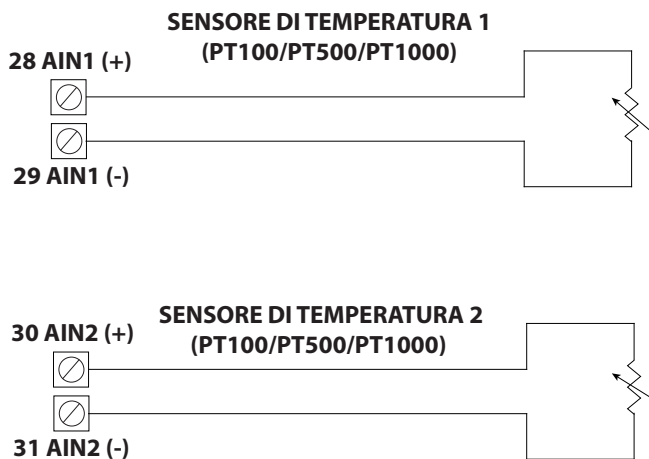 SENSORE DI TEMPERATURA 1
(PT100/PT500/PT1000)
28 AIN1 (+)
29 AIN1 (-)
SENSORE DI TEMPERATURA 2
(PT100/PT500/PT1000)
30 AIN2 (+)
31 AIN2 (-)